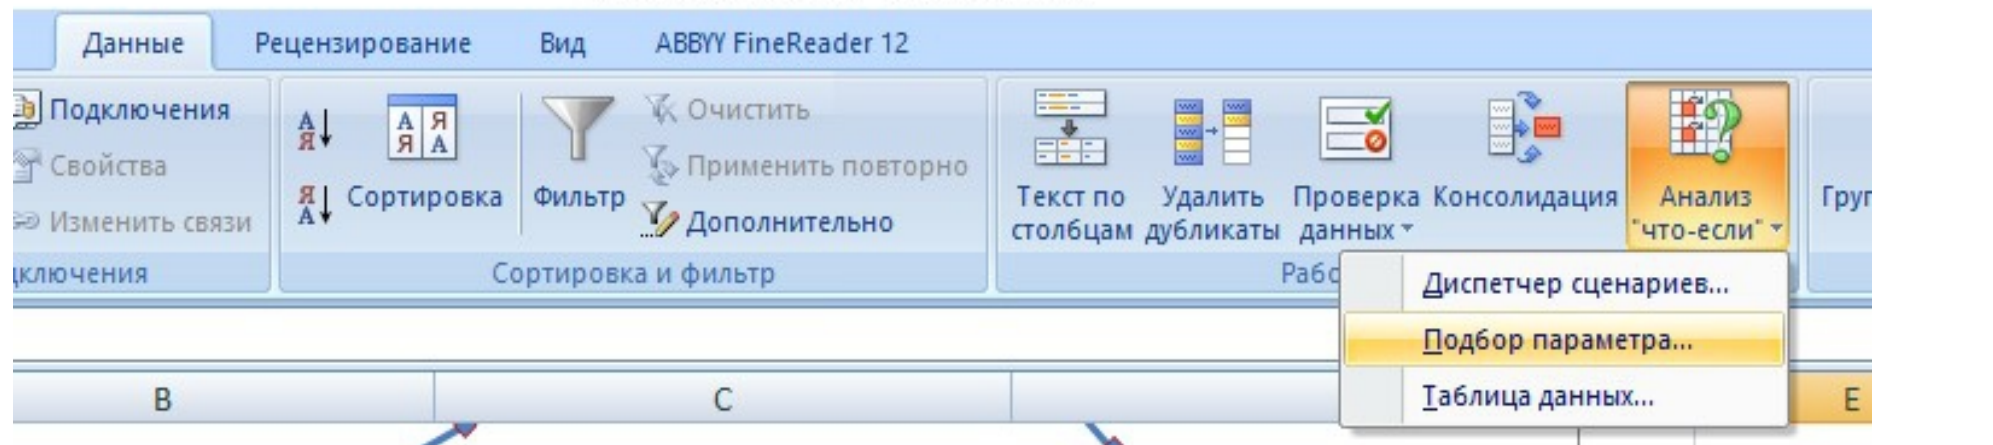 Данные Рецензирование Вид ABBYY FineReader 12
Подключения
Свойства
Изменить связи
А
Я
Я
А
А Я
Я А
Сортировка
Фильтр
Очистить
Применить повторно
Дополнительно
Текст по
столбцам
Удалить
дубликаты
Проверка
данных
Консолидация
Анализ
"что-если"
Сортировка и фильтр
Диспетчер сценариев...
Подбор параметра...
Таблица данных...
B C E